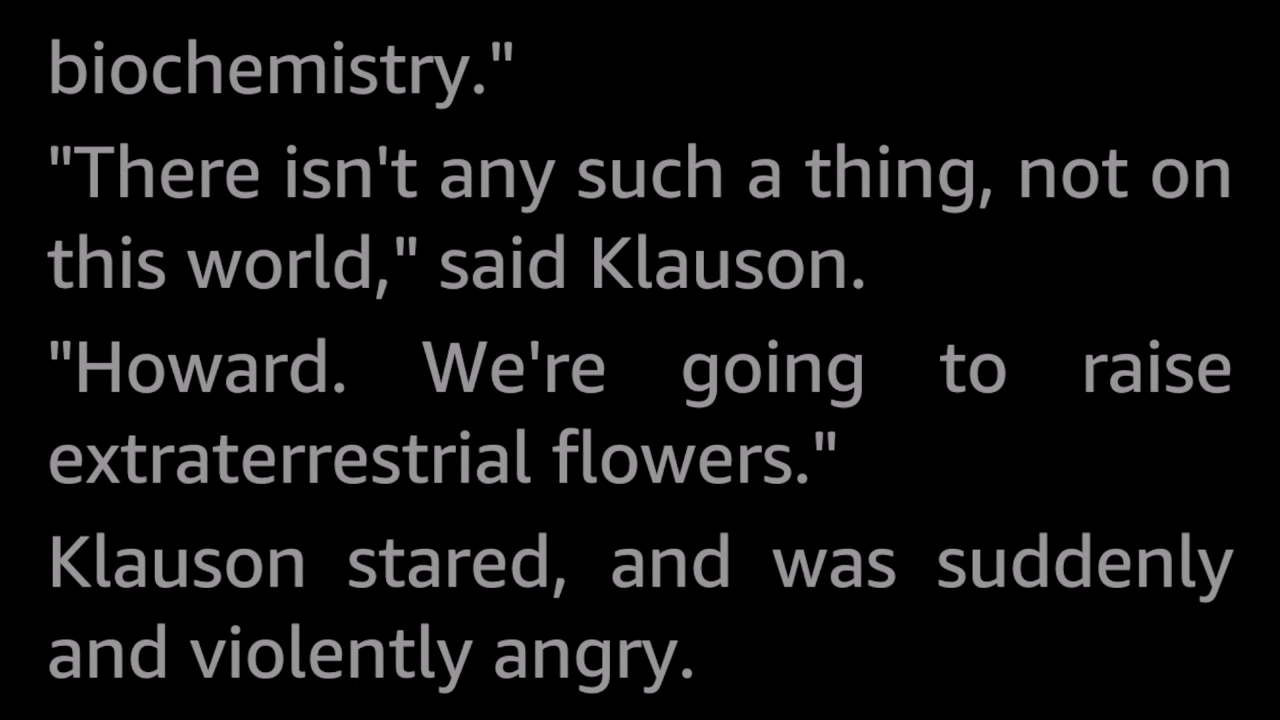 biochemistry."
"There isn't any such a thing, not on
this world," said Klauson.
"Howard. We're going to raise
extraterrestrial flowers."
Klauson stared, and was suddenly
and violently angry.